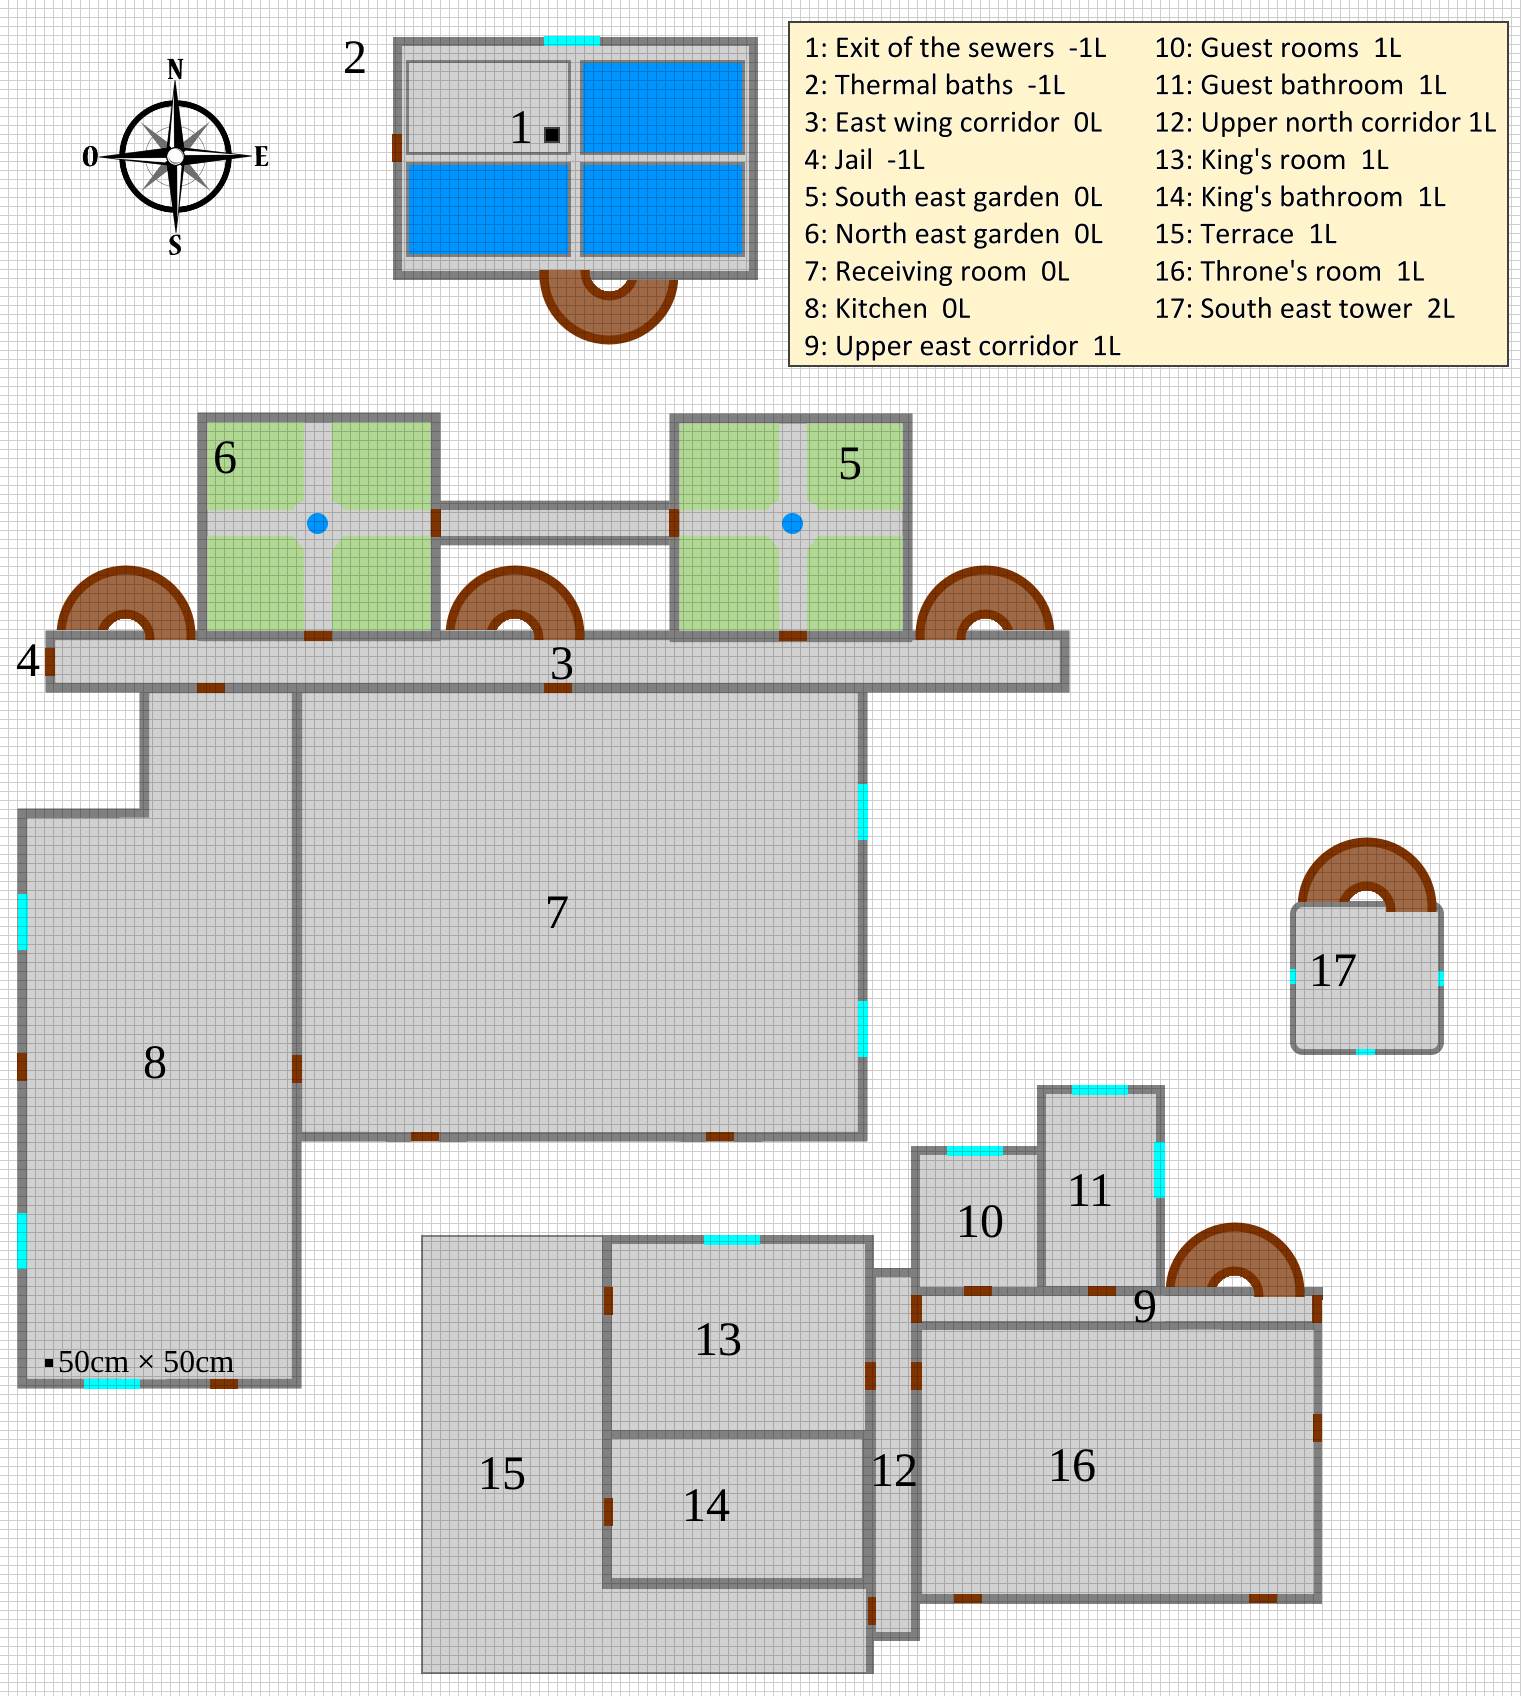 N
O
E
S
2
1
1: Exit of the sewers -1L
2: Thermal baths -1L
3: East wing corridor 0L
4: Jail -1L
5: South east garden 0L
6: North east garden 0L
7: Receiving room 0L
8: Kitchen 0L
9: Upper east corridor 1L
10: Guest rooms 1L
11: Guest bathroom 1L
12: Upper north corridor 1L
13: King's room 1L
14: King's bathroom 1L
15: Terrace 1L
16: Throne's room 1L
17: South east tower 2L
6
5
4
3
7
8
17
11
10
9
13
12
16
15
14
50cm × 50cm